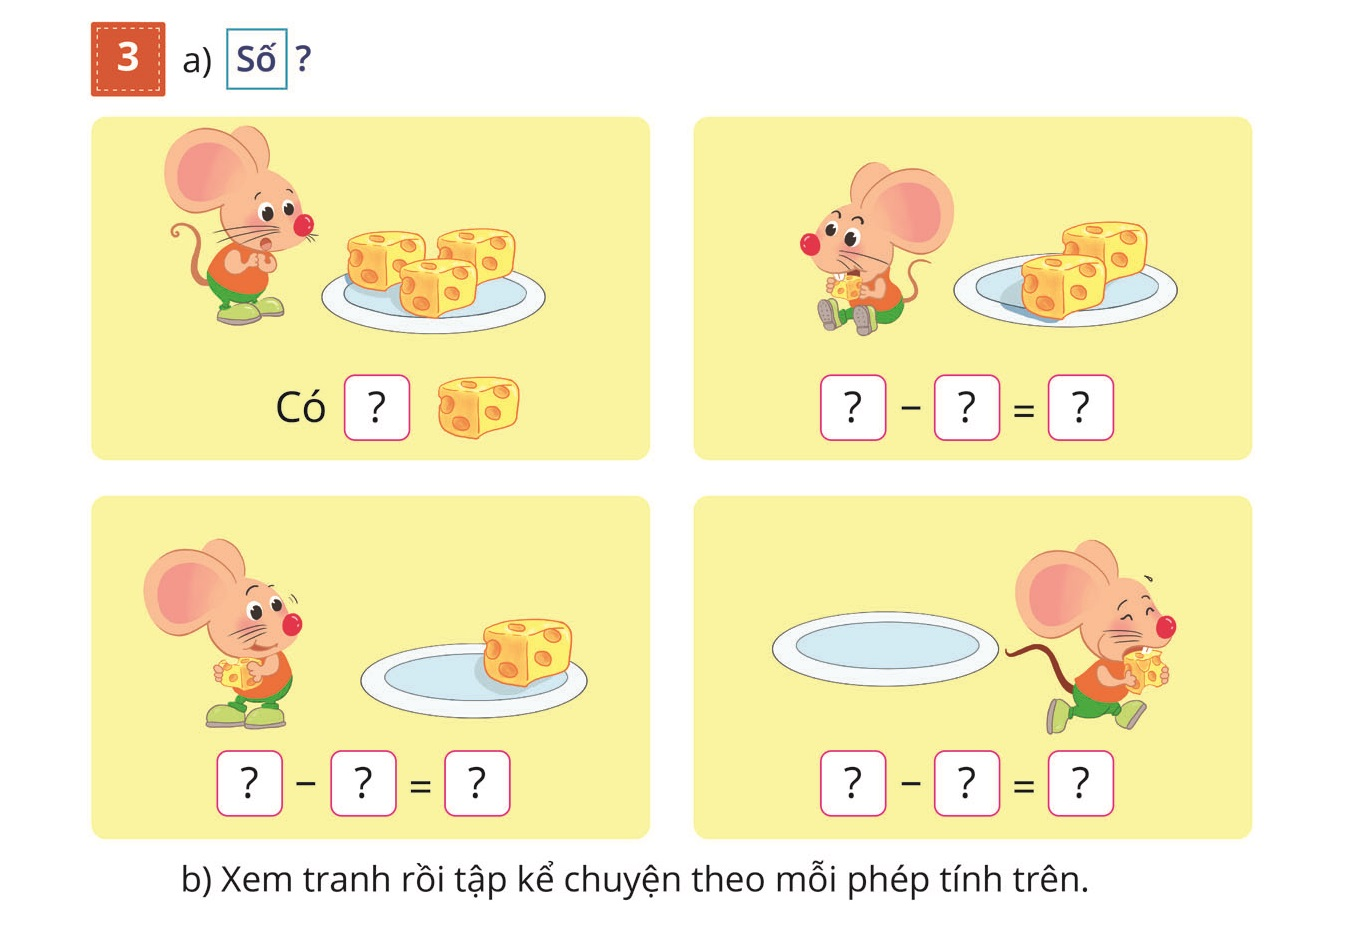 3 a) Số ?
Có ?
? – ? = ?
? – ? = ?
? – ? = ?
b) Xem tranh rồi tập kể chuyện theo mỗi phép tính trên.